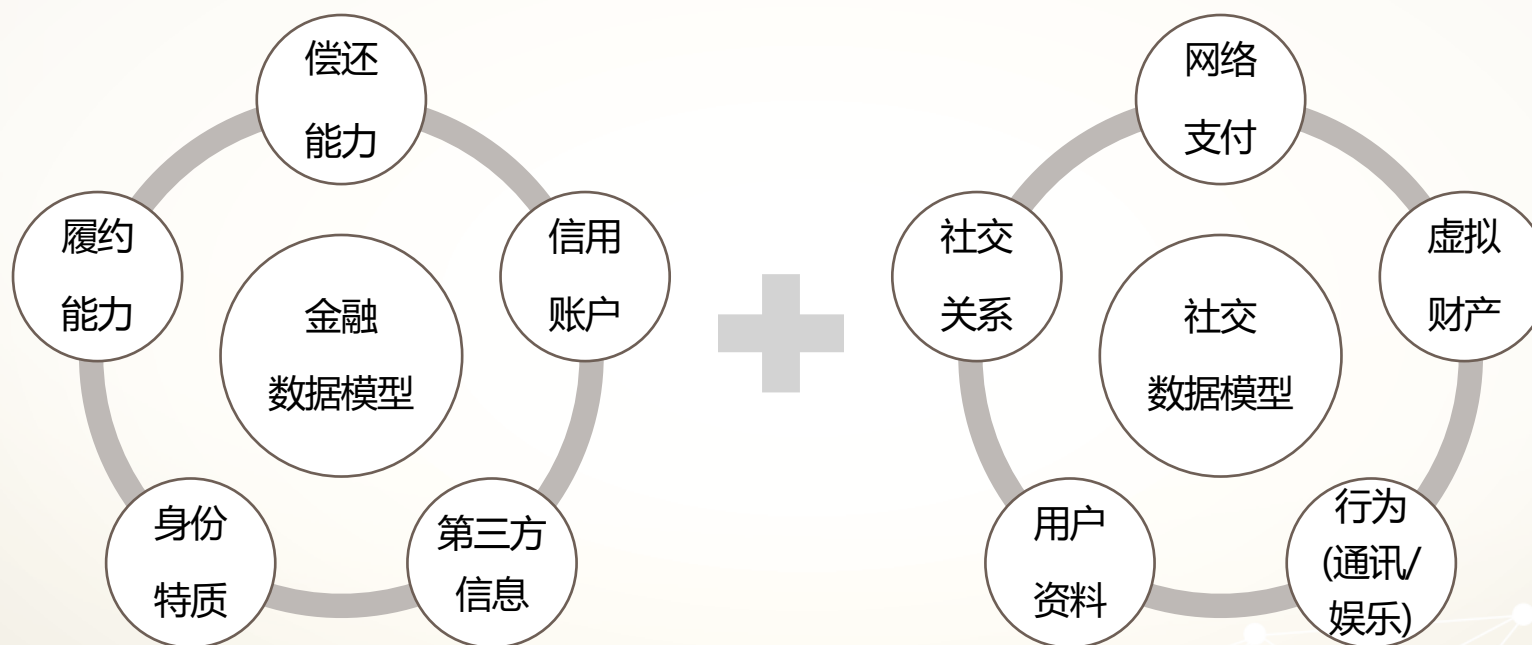 偿还
能力
信用
账户
第三方
信息
身份
特质
履约
能力
金融
数据模型
网络
支付
虚拟
财产
行为
(通讯/
娱乐)
用户
资料
社交
关系
社交
数据模型